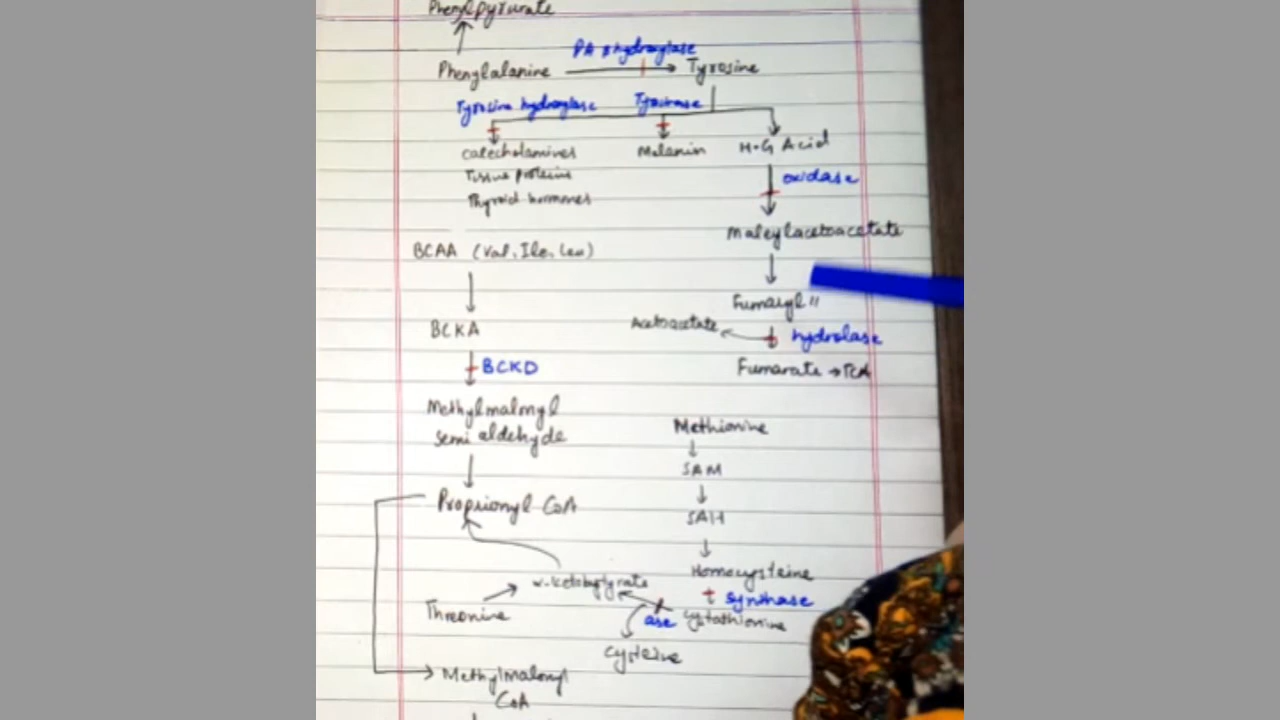 Phenylpyruvate
PA hydroxylase
Phenylalanine → Tyrosine
Tyrosine hydroxylase Tyrosinase
Catecholamines Melanin H.G Acid
Tissue proteins oxidase
Thyroid hormones
Maleylacetoacetate
BCAA (Val, Ile, Leu)
Fumaryl "
Acetoacetate hydrolase
BCKA
BCKD Fumarate → TCA
Methylmalonyl
semi aldehyde Methionine
SAM
Propionyl CoA SAH
Homocysteine
α-ketobutyrate synthase
Threonine ase Cystathionine
Cysteine
Methylmalonyl
CoA